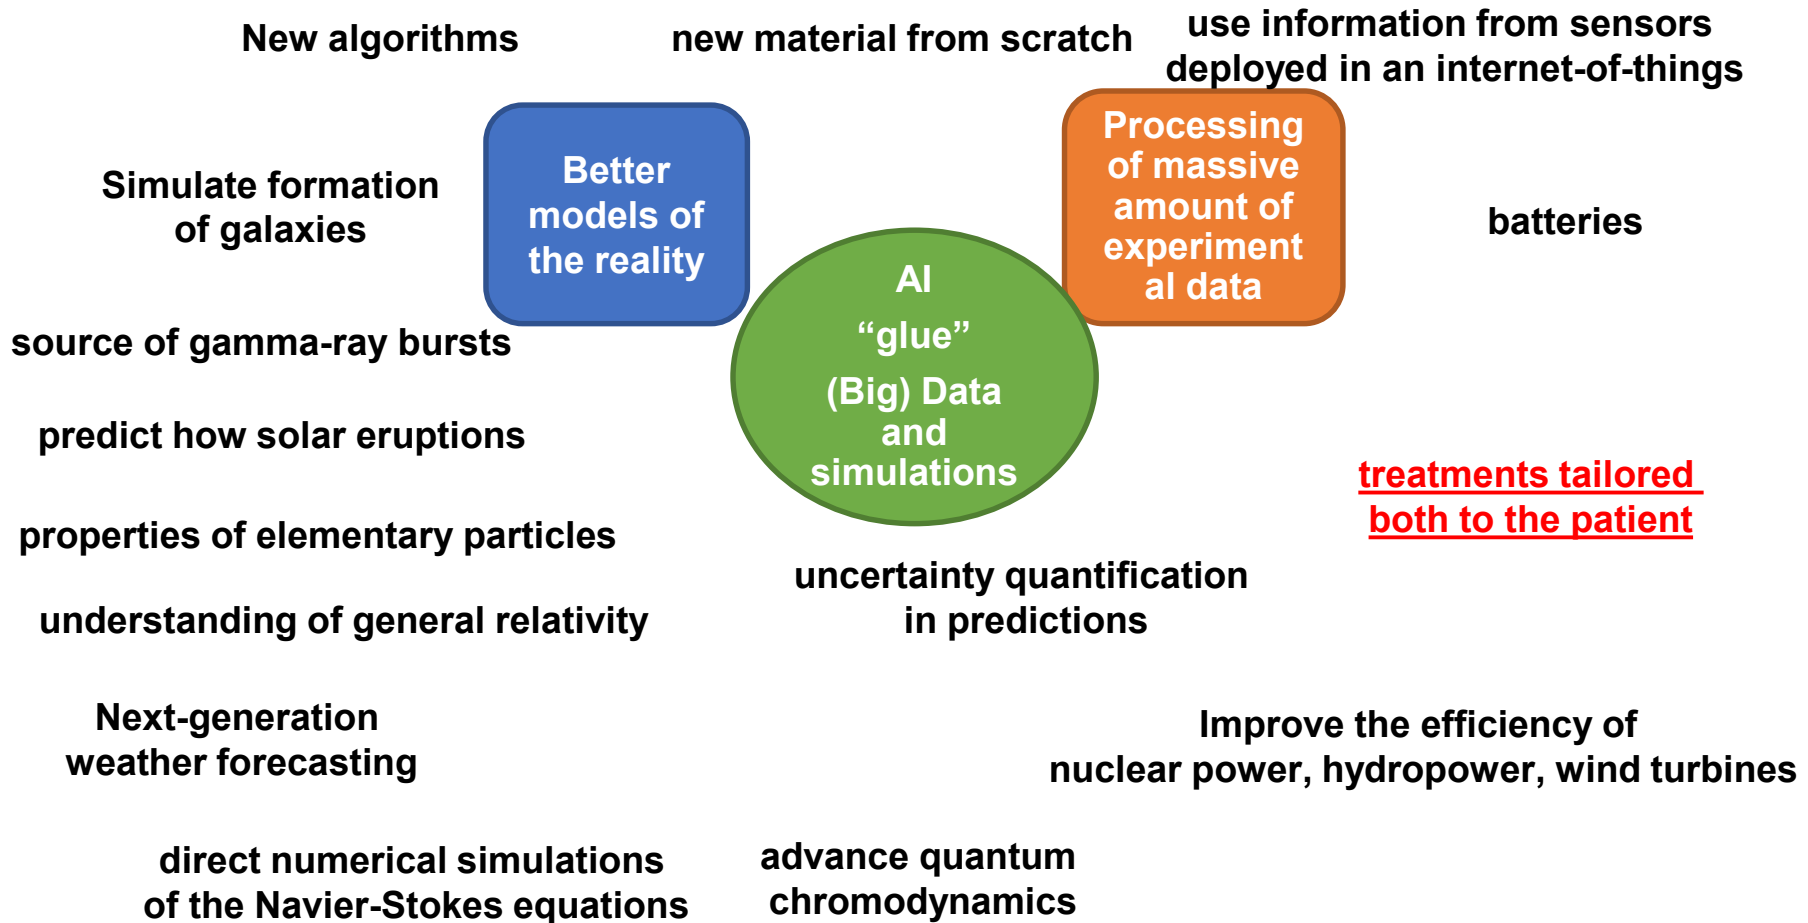 New algorithms
new material from scratch
use information from sensors
deployed in an internet-of-things
Better
models of
the reality
Processing
of massive
amount of
experiment
al data
Simulate formation
of galaxies
batteries
AI
“glue”
(Big) Data
and
simulations
source of gamma-ray bursts
predict how solar eruptions
treatments tailored
both to the patient
properties of elementary particles
uncertainty quantification
in predictions
understanding of general relativity
Next-generation
weather forecasting
Improve the efficiency of
nuclear power, hydropower, wind turbines
direct numerical simulations
of the Navier-Stokes equations
advance quantum
chromodynamics